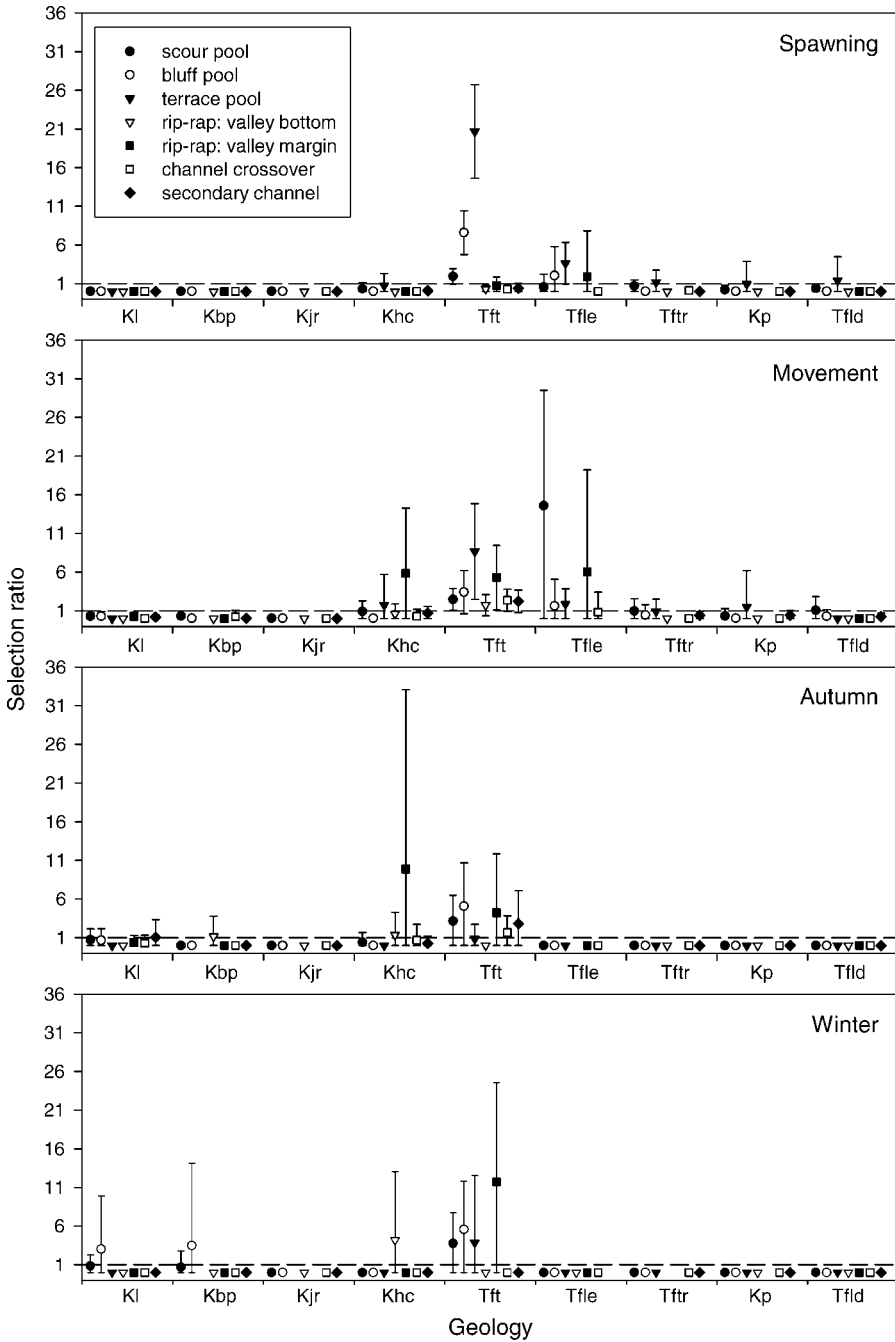 36
31
26
21
16
11
6
1
Spawning
scour pool
bluff pool
terrace pool
rip-rap: valley bottom
rip-rap: valley margin
channel crossover
secondary channel
Kl Kbp Kjr Khc Tft Tfle Tftr Kp Tfld
36
31
26
21
16
11
6
1
Movement
Kl Kbp Kjr Khc Tft Tfle Tftr Kp Tfld
Selection ratio
36
31
26
21
16
11
6
1
Autumn
Kl Kbp Kjr Khc Tft Tfle Tftr Kp Tfld
36
31
26
21
16
11
6
1
Winter
Kl Kbp Kjr Khc Tft Tfle Tftr Kp Tfld
Geology